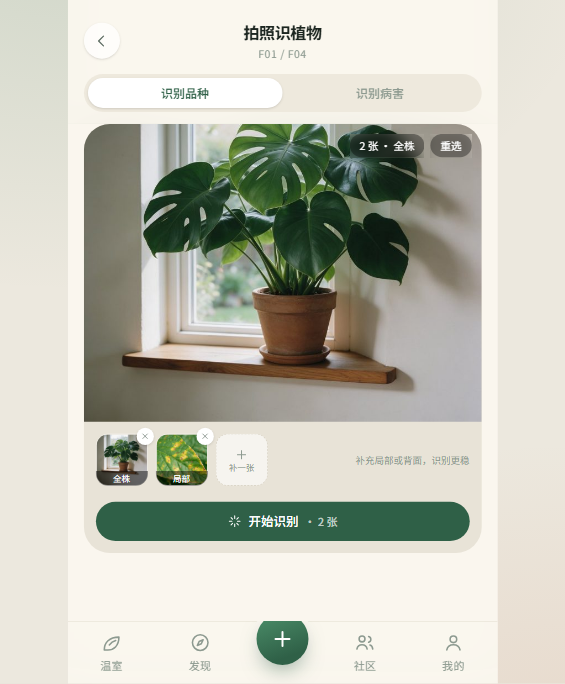 拍照识植物
F01 / F04
识别品种
识别病害
2 张 · 全株
重选
全株
局部
补一张
补充局部或背面，识别更稳
开始识别 · 2 张
温室
发现
社区
我的